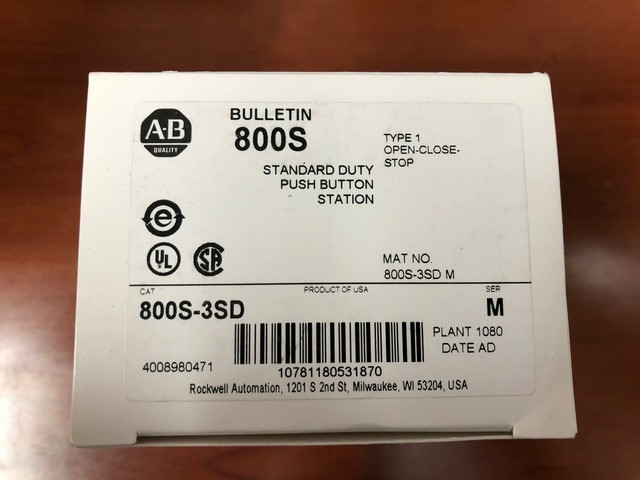 A-B
QUALITY
BULLETIN
800S
STANDARD DUTY
PUSH BUTTON
STATION
TYPE 1
OPEN-CLOSE-
STOP
e
UL
SA
MAT NO.
800S-3SD M
CAT
PRODUCT OF USA
SER
800S-3SD
M
PLANT 1080
DATE AD
4008980471
10781180531870
Rockwell Automation, 1201 S 2nd St, Milwaukee, WI 53204, USA